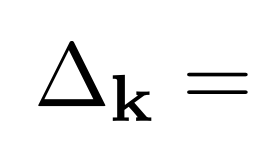 Δ_𝐤 =